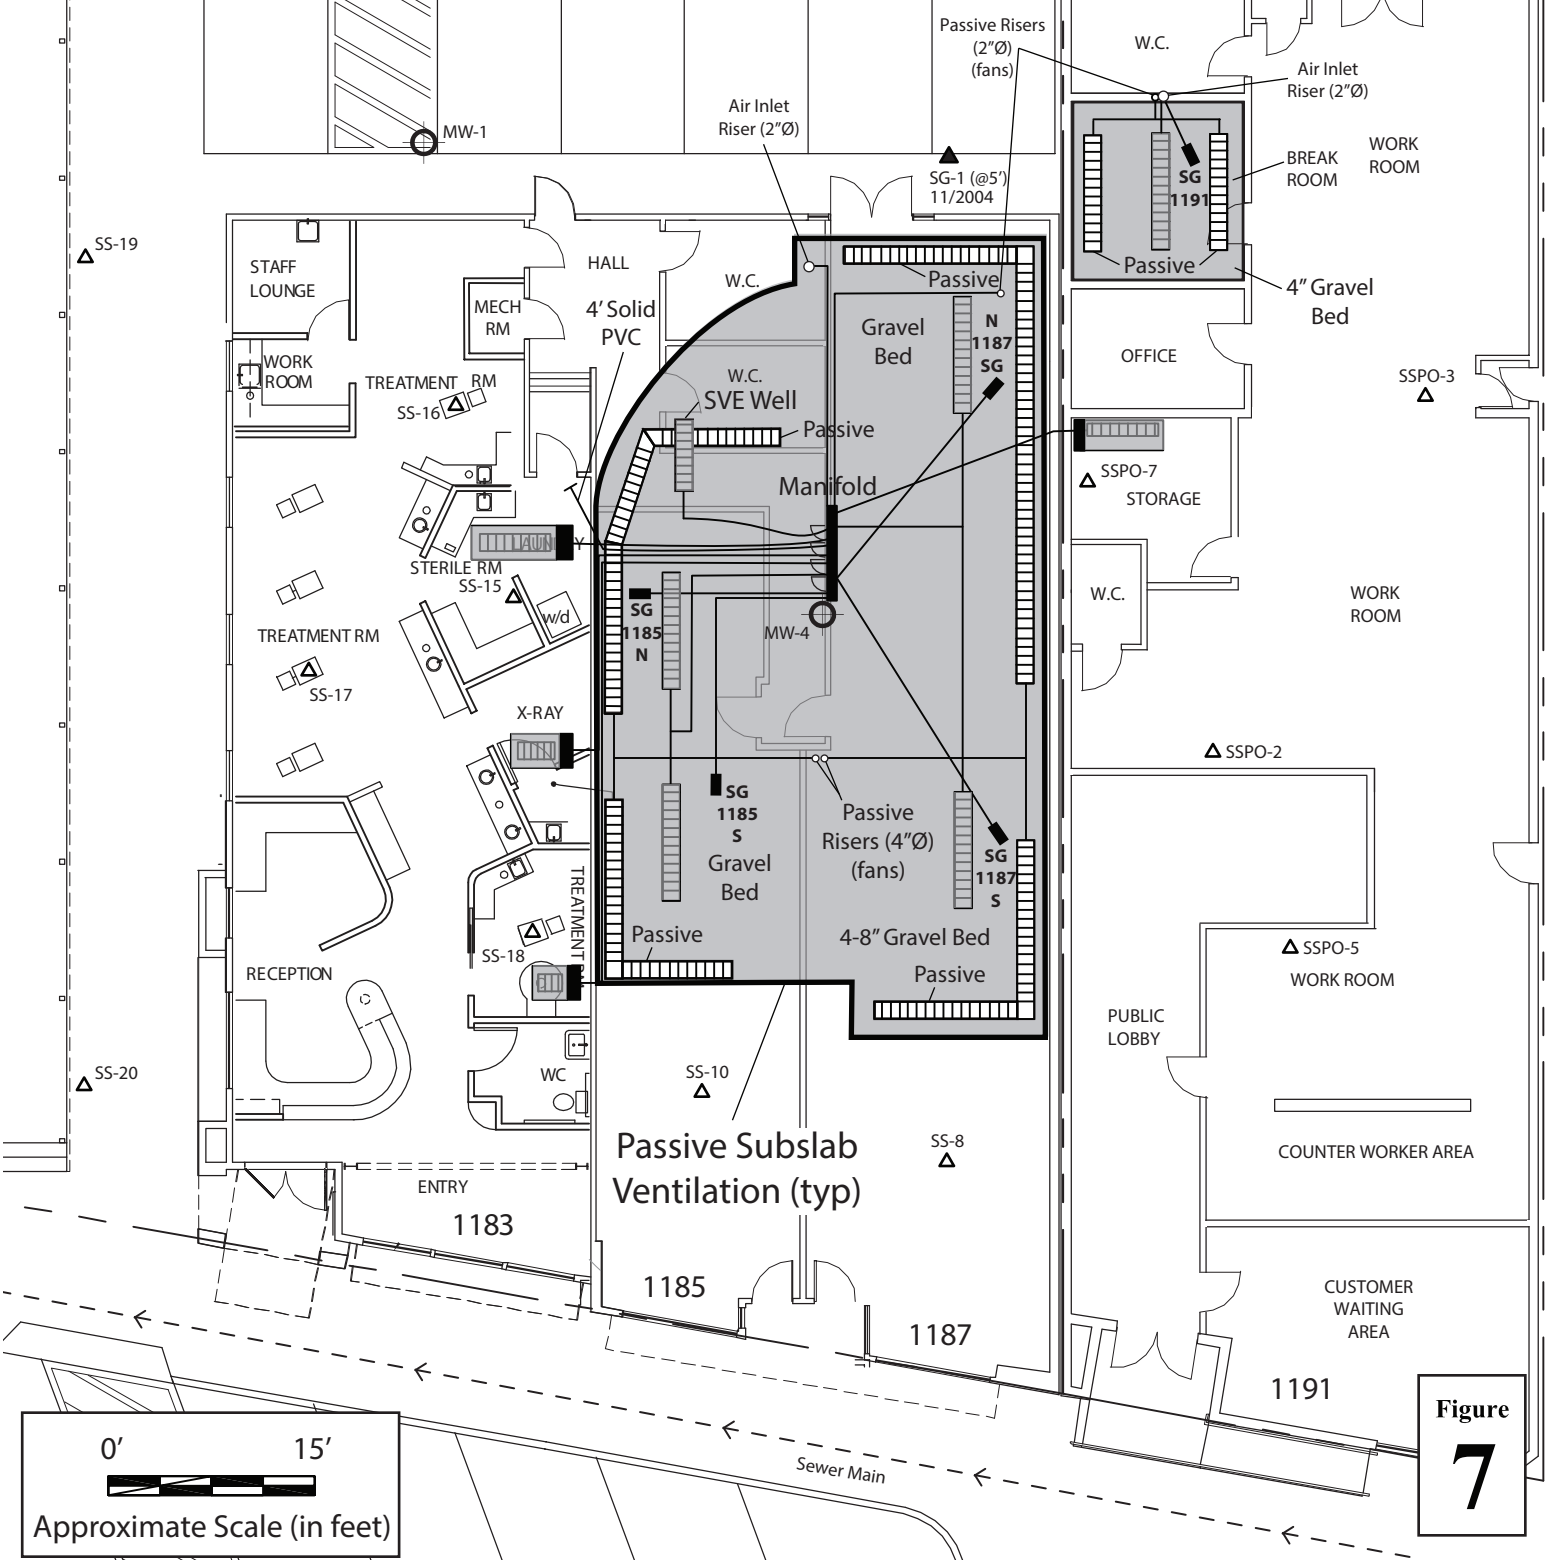 Passive Risers
(2”Ø)
(fans)
W.C.
Air Inlet
Riser (2”Ø)
Air Inlet
Riser (2”Ø)
MW-1
SG-1 (@5’)
11/2004
BREAK
ROOM
WORK
ROOM
SG
1191
Passive
4” Gravel
Bed
SS-19
STAFF
LOUNGE
HALL
MECH
RM
W.C.
4’ Solid
PVC
Passive
Gravel
Bed
N
1187
SG
OFFICE
SSPO-3
WORK
ROOM
TREATMENT RM
SS-16
W.C.
SVE Well
Passive
Manifold
SSPO-7
STORAGE
LAUNDRY
STERILE RM
SS-15
w/d
SG
1185
N
MW-4
W.C.
WORK
ROOM
TREATMENT RM
SS-17
X-RAY
SSPO-2
SG
1185
S
Gravel
Bed
Passive
Risers (4”Ø)
(fans)
SG
1187
S
TREATMENT RM
SS-18
Passive
4-8” Gravel Bed
Passive
RECEPTION
SSPO-5
WORK ROOM
PUBLIC
LOBBY
SS-20
WC
SS-10
SS-8
Passive Subslab
Ventilation (typ)
COUNTER WORKER AREA
ENTRY
1183
1185
1187
CUSTOMER
WAITING
AREA
1191
Sewer Main
0’ 15’
Approximate Scale (in feet)
Figure
7